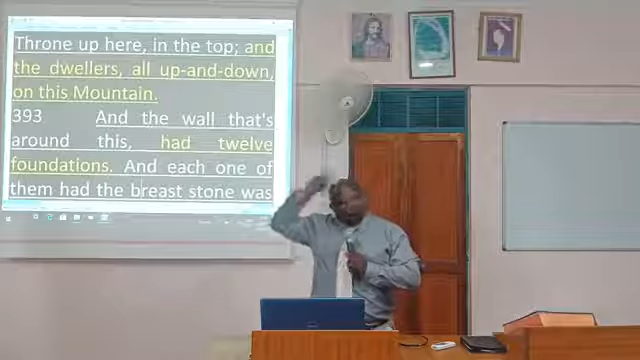 Throne up here, in the top; and
the dwellers, all up-and-down,
on this Mountain.
393 And the wall that's
around this, had twelve
foundations. And each one of
them had the breast stone was